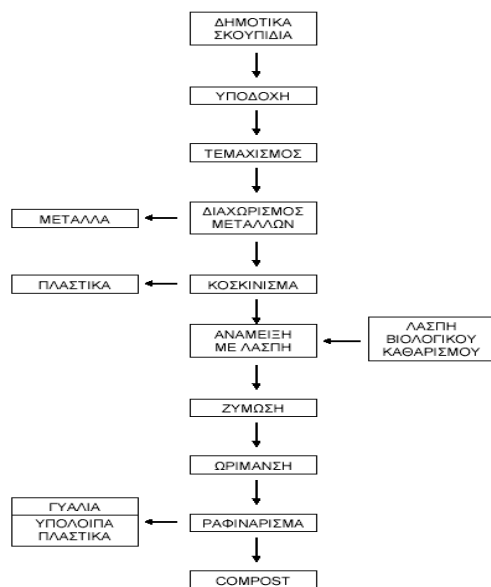 ΔΗΜΟΤΙΚΑ
ΣΚΟΥΠΙΔΙΑ
ΥΠΟΔΟΧΗ
ΤΕΜΑΧΙΣΜΟΣ
ΜΕΤΑΛΛΑ
ΔΙΑΧΩΡΙΣΜΟΣ
ΜΕΤΑΛΛΩΝ
ΠΛΑΣΤΙΚΑ
ΚΟΣΚΙΝΙΣΜΑ
ΑΝΑΜΕΙΞΗ
ΜΕ ΛΑΣΠΗ
ΛΑΣΠΗ
ΒΙΟΛΟΓΙΚΟΥ
ΚΑΘΑΡΙΣΜΟΥ
ΖΥΜΩΣΗ
ΩΡΙΜΑΝΣΗ
ΓΥΑΛΙΑ
ΥΠΟΛΟΙΠΑ
ΠΛΑΣΤΙΚΑ
ΡΑΦΙΝΑΡΙΣΜΑ
COMPOST